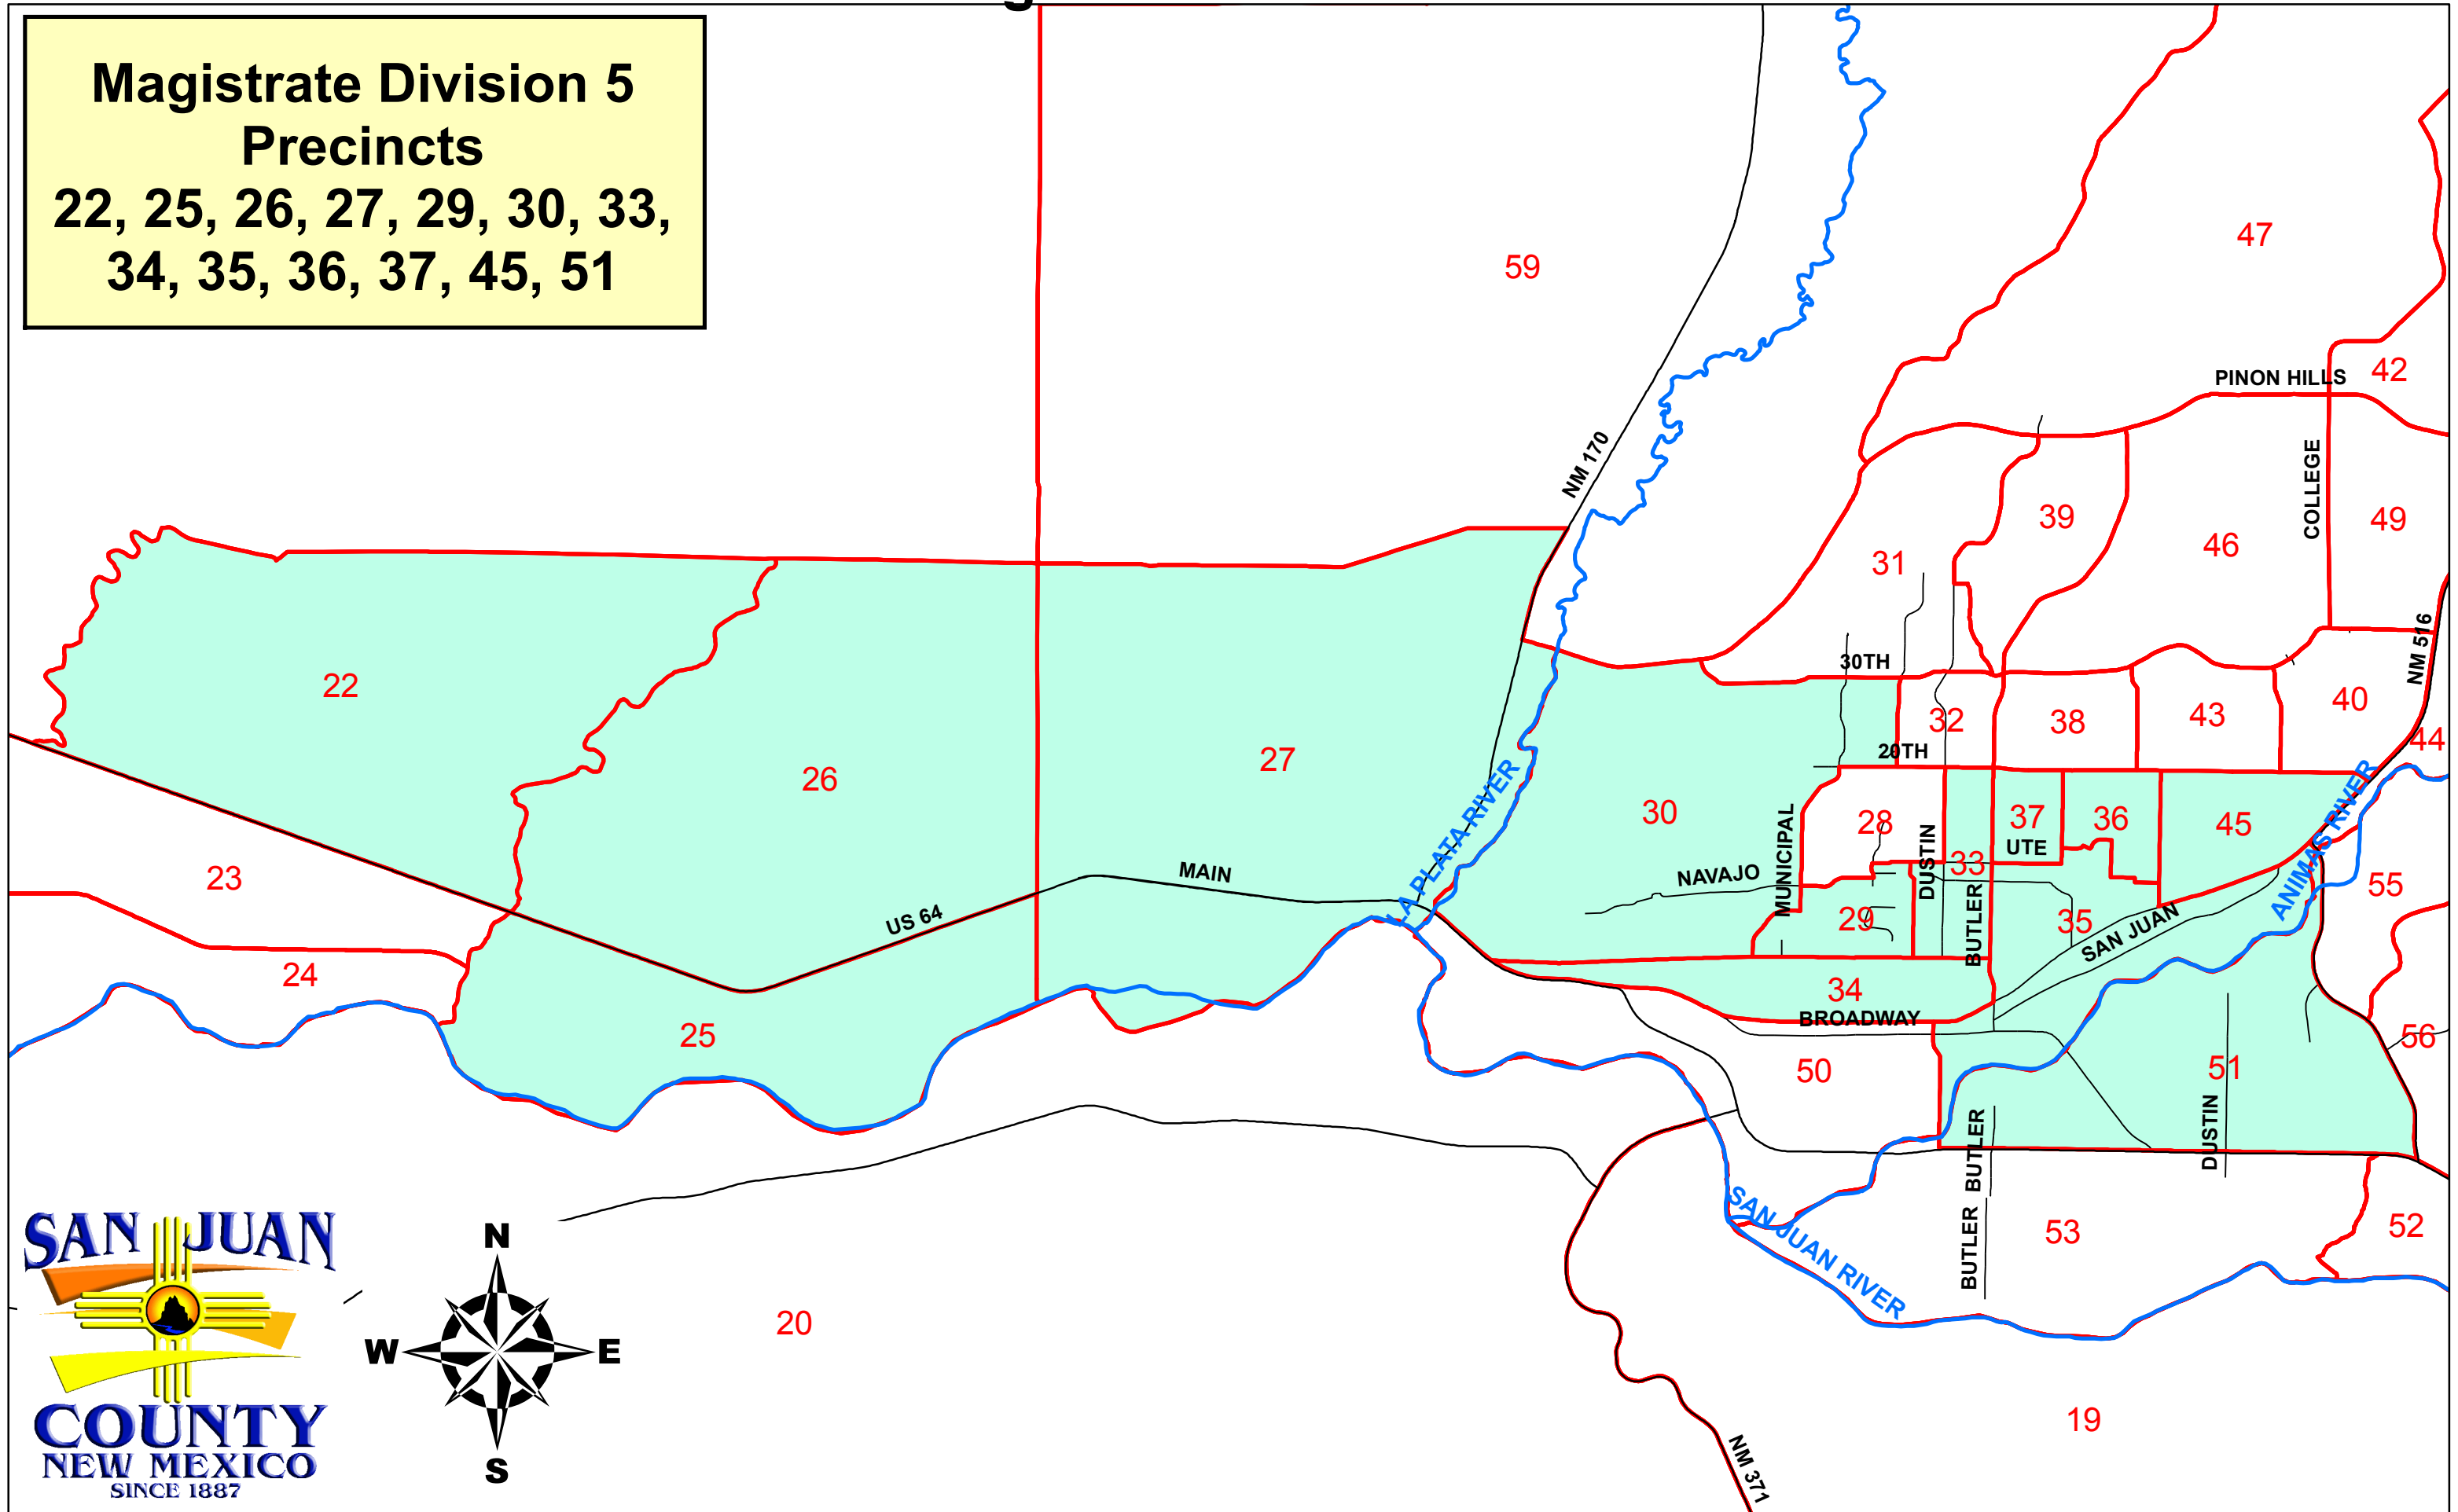 Magistrate Division 5
Precincts
22, 25, 26, 27, 29, 30, 33,
34, 35, 36, 37, 45, 51
59
47
42
PINON HILLS
NM 170
COLLEGE
39
49
46
31
NM 516
30TH
22
40
32
38
43
44
20TH
27
26
LA PLATA RIVER
ANIMAS RIVER
30
MUNICIPAL
28
DUSTIN
37
36
45
UTE
33
MAIN
NAVAJO
23
55
US 64
29
BUTLER
35
SAN JUAN
24
34
BROADWAY
25
56
50
51
BUTLER
DUSTIN
SAN JUAN RIVER
BUTLER
53
52
20
19
NM 371
N
W
E
S
SAN JUAN
COUNTY
NEW MEXICO
SINCE 1887